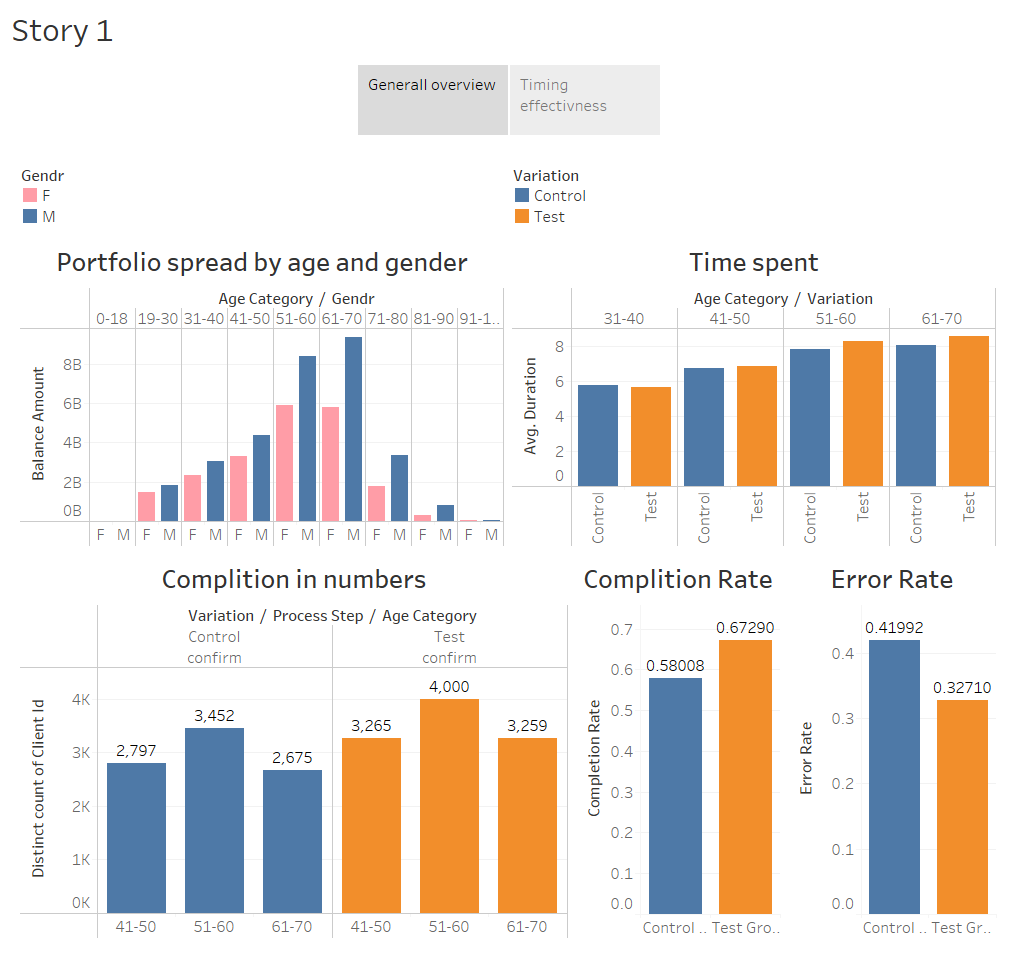 Story 1
Generall overview
Timing
effectivness
Gendr
F
M
Variation
Control
Test
Portfolio spread by age and gender
Age Category / Gendr
0-18 19-30 31-40 41-50 51-60 61-70 71-80 81-90 91-1..
Balance Amount
8B
6B
4B
2B
0B
F M F M F M F M F M F M F M F M F M
Time spent
Age Category / Variation
31-40 41-50 51-60 61-70
Avg. Duration
8
6
4
2
0
Control Test Control Test Control Test Control Test
Complition in numbers
Variation / Process Step / Age Category
Control Test
confirm confirm
Distinct count of Client Id
4K
3K
2K
1K
0K
2,797 3,452 2,675 3,265 4,000 3,259
41-50 51-60 61-70 41-50 51-60 61-70
Complition Rate
Completion Rate
0.7
0.6
0.5
0.4
0.3
0.2
0.1
0.0
0.58008 0.67290
Control .. Test Gro..
Error Rate
Error Rate
0.4
0.3
0.2
0.1
0.0
0.41992 0.32710
Control .. Test Gr..